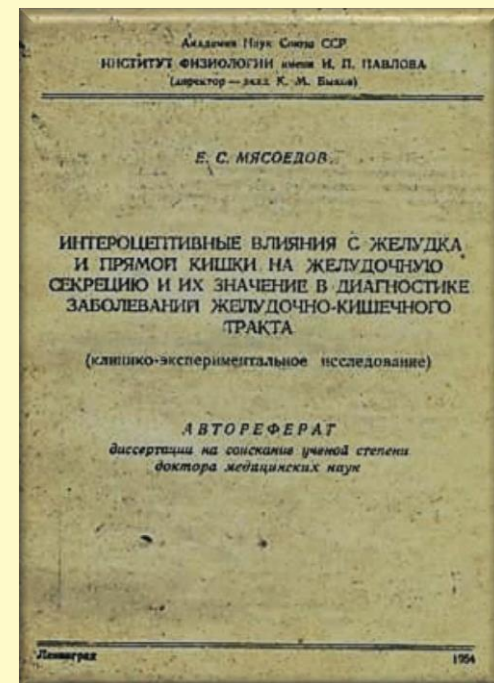 Академия Наук Союза ССР
ИНСТИТУТ ФИЗИОЛОГИИ имени И. П. ПАВЛОВА
(директор — акад. К. М. Быков)
Е. С. МЯСОЕДОВ
ИНТЕРОЦЕПТИВНЫЕ ВЛИЯНИЯ С ЖЕЛУДКА
И ПРЯМОЙ КИШКИ НА ЖЕЛУДОЧНУЮ
СЕКРЕЦИЮ И ИХ ЗНАЧЕНИЕ В ДИАГНОСТИКЕ
ЗАБОЛЕВАНИЙ ЖЕЛУДОЧНО-КИШЕЧНОГО
ТРАКТА
(клинико-экспериментальное исследование)
АВТОРЕФЕРАТ
диссертации на соискание ученой степени
доктора медицинских наук
Ленинград 1954